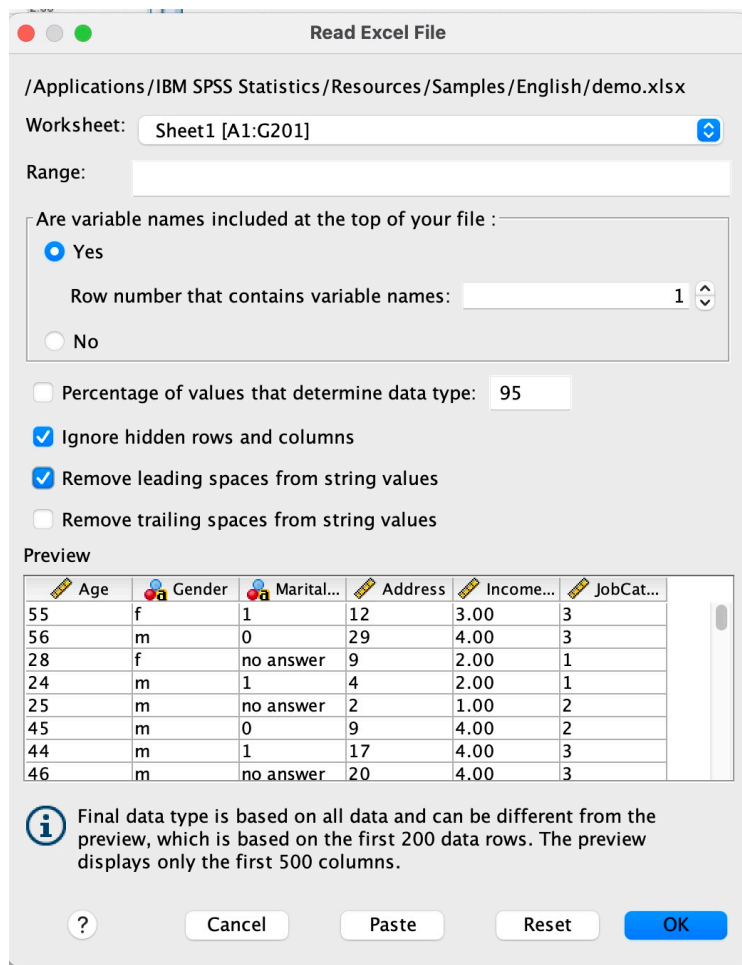 Read Excel File
/Applications/IBM SPSS Statistics/Resources/Samples/English/demo.xlsx
Worksheet: Sheet1 [A1:G201]
Range:
Are variable names included at the top of your file :
Yes
Row number that contains variable names: 1
No
Percentage of values that determine data type: 95
Ignore hidden rows and columns
Remove leading spaces from string values
Remove trailing spaces from string values
Preview
Age Gender Marital... Address Income... JobCat...
55 f 1 12 3.00 3
56 m 0 29 4.00 3
28 f no answer 9 2.00 1
24 m 1 4 2.00 1
25 m no answer 2 1.00 2
45 m 0 9 4.00 2
44 m 1 17 4.00 3
46 m no answer 20 4.00 3
Final data type is based on all data and can be different from the
preview, which is based on the first 200 data rows. The preview
displays only the first 500 columns.
? Cancel Paste Reset OK